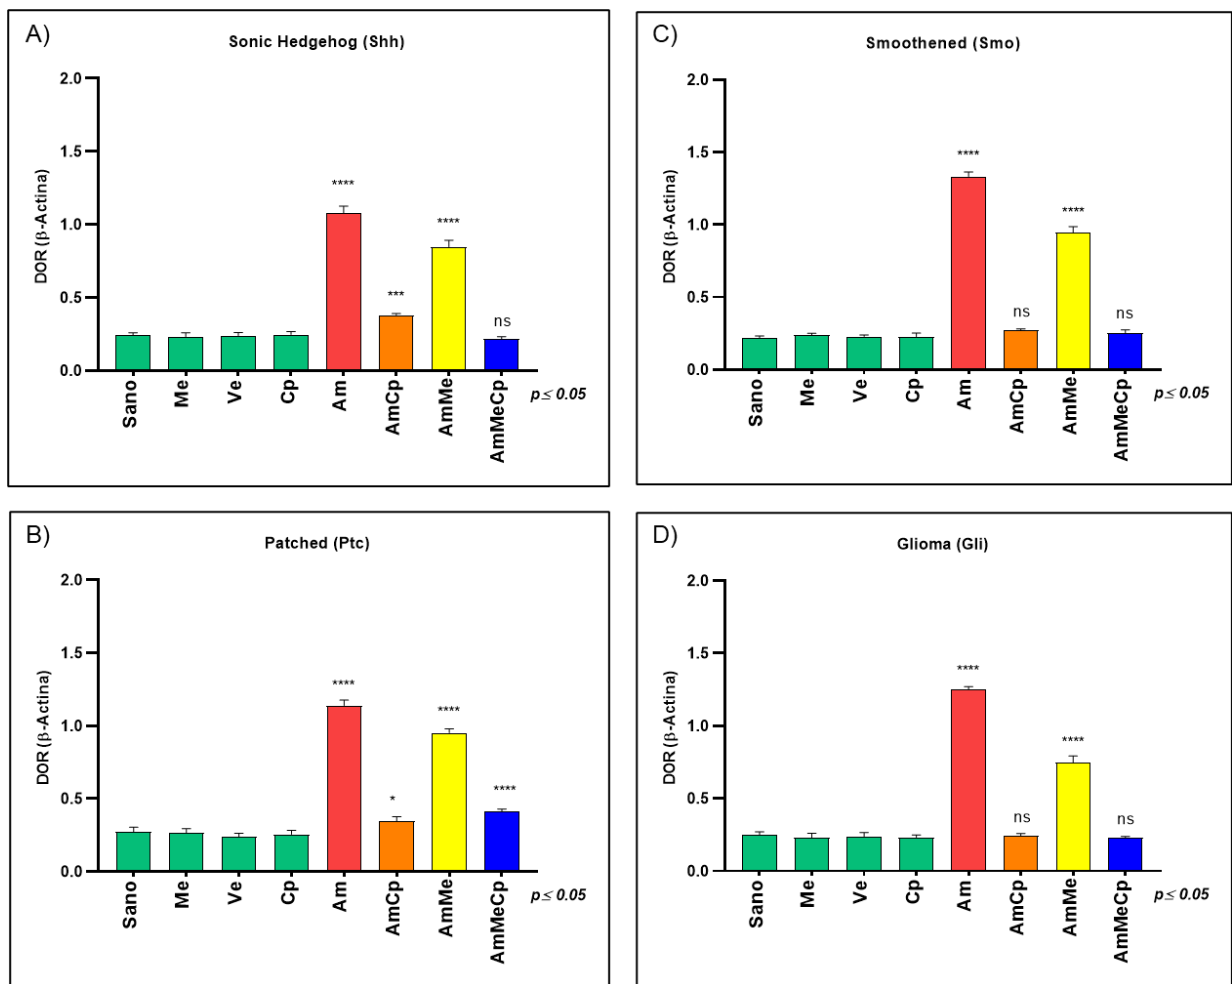 A)
Sonic Hedgehog (Shh)
DOR (β-Actina)
2.0
1.5
1.0
0.5
0.0
****
***
****
ns
Sano
Me
Ve
Cp
Am
AmCp
AmMe
AmMeCp
p ≤ 0.05
C)
Smoothened (Smo)
DOR (β-Actina)
2.0
1.5
1.0
0.5
0.0
****
ns
****
ns
Sano
Me
Ve
Cp
Am
AmCp
AmMe
AmMeCp
p ≤ 0.05
B)
Patched (Ptc)
DOR (β-Actina)
2.0
1.5
1.0
0.5
0.0
****
*
****
****
Sano
Me
Ve
Cp
Am
AmCp
AmMe
AmMeCp
p ≤ 0.05
D)
Glioma (Gli)
DOR (β-Actina)
2.0
1.5
1.0
0.5
0.0
****
ns
****
ns
Sano
Me
Ve
Cp
Am
AmCp
AmMe
AmMeCp
p ≤ 0.05